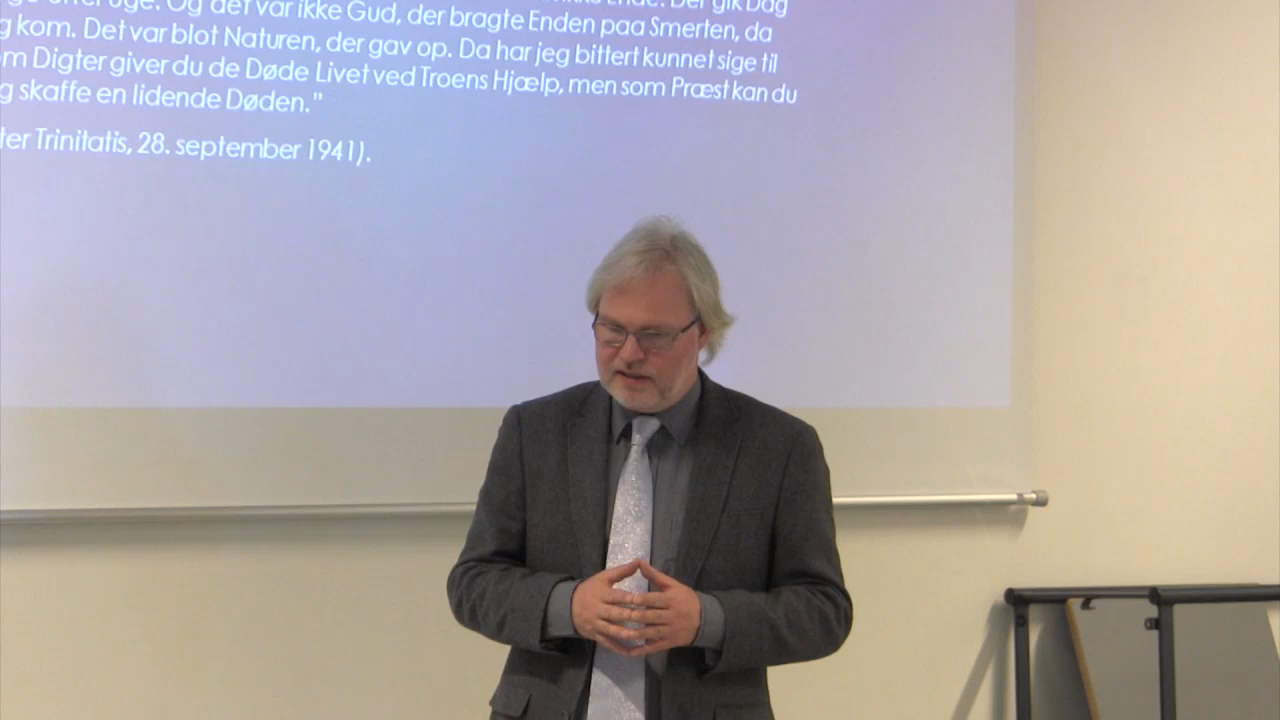 efter Uge. Og det var ikke Gud, der bragte Enden paa Smerten, da
kom. Det var blot Naturen, der gav op. Da har jeg bittert kunnet sige til
Digter giver du de Døde Livet ved Troens Hjælp, men som Præst kan du
skaffe en lidende Døden."
Trinitatis, 28. september 1941).